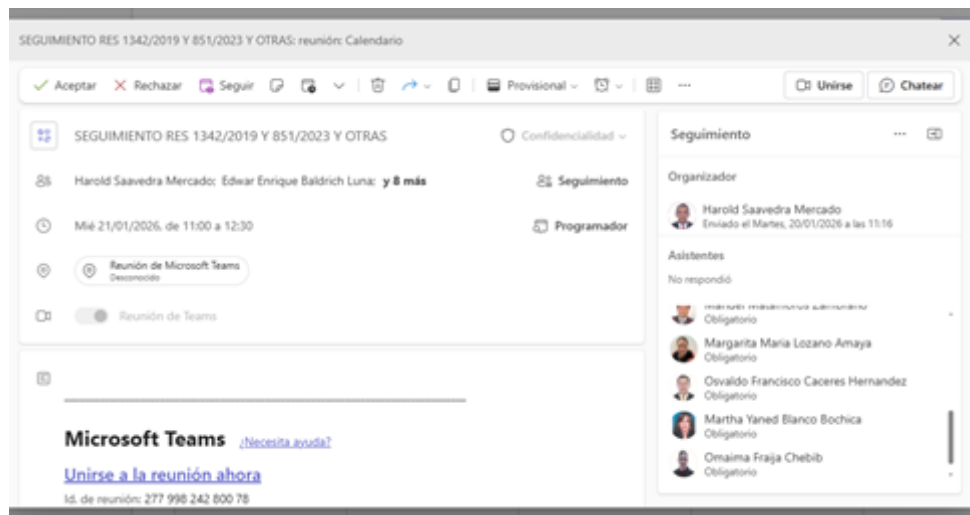 SEGUIMIENTO RES 1342/2019 Y 851/2023 Y OTRAS: reunión: Calendario
Aceptar Rechazar Seguir Provisional Unirse Chatear
SEGUIMIENTO RES 1342/2019 Y 851/2023 Y OTRAS Confidencialidad
Harold Saavedra Mercado; Edwar Enrique Baldrich Luna; y 8 más Seguimiento
Mié 21/01/2026, de 11:00 a 12:30 Programador
Reunión de Microsoft Teams
Desconocido
Reunión de Teams
Microsoft Teams ¿Necesita ayuda?
Unirse a la reunión ahora
Id. de reunión: 277 998 242 800 78
Seguimiento
Organizador
Harold Saavedra Mercado
Enviado el Martes, 20/01/2026 a las 11:16
Asistentes
No respondió
Manuel Matamoros Zambrano
Obligatorio
Margarita Maria Lozano Amaya
Obligatorio
Osvaldo Francisco Caceres Hernandez
Obligatorio
Martha Yaned Blanco Bochica
Obligatorio
Omaima Fraija Chebib
Obligatorio